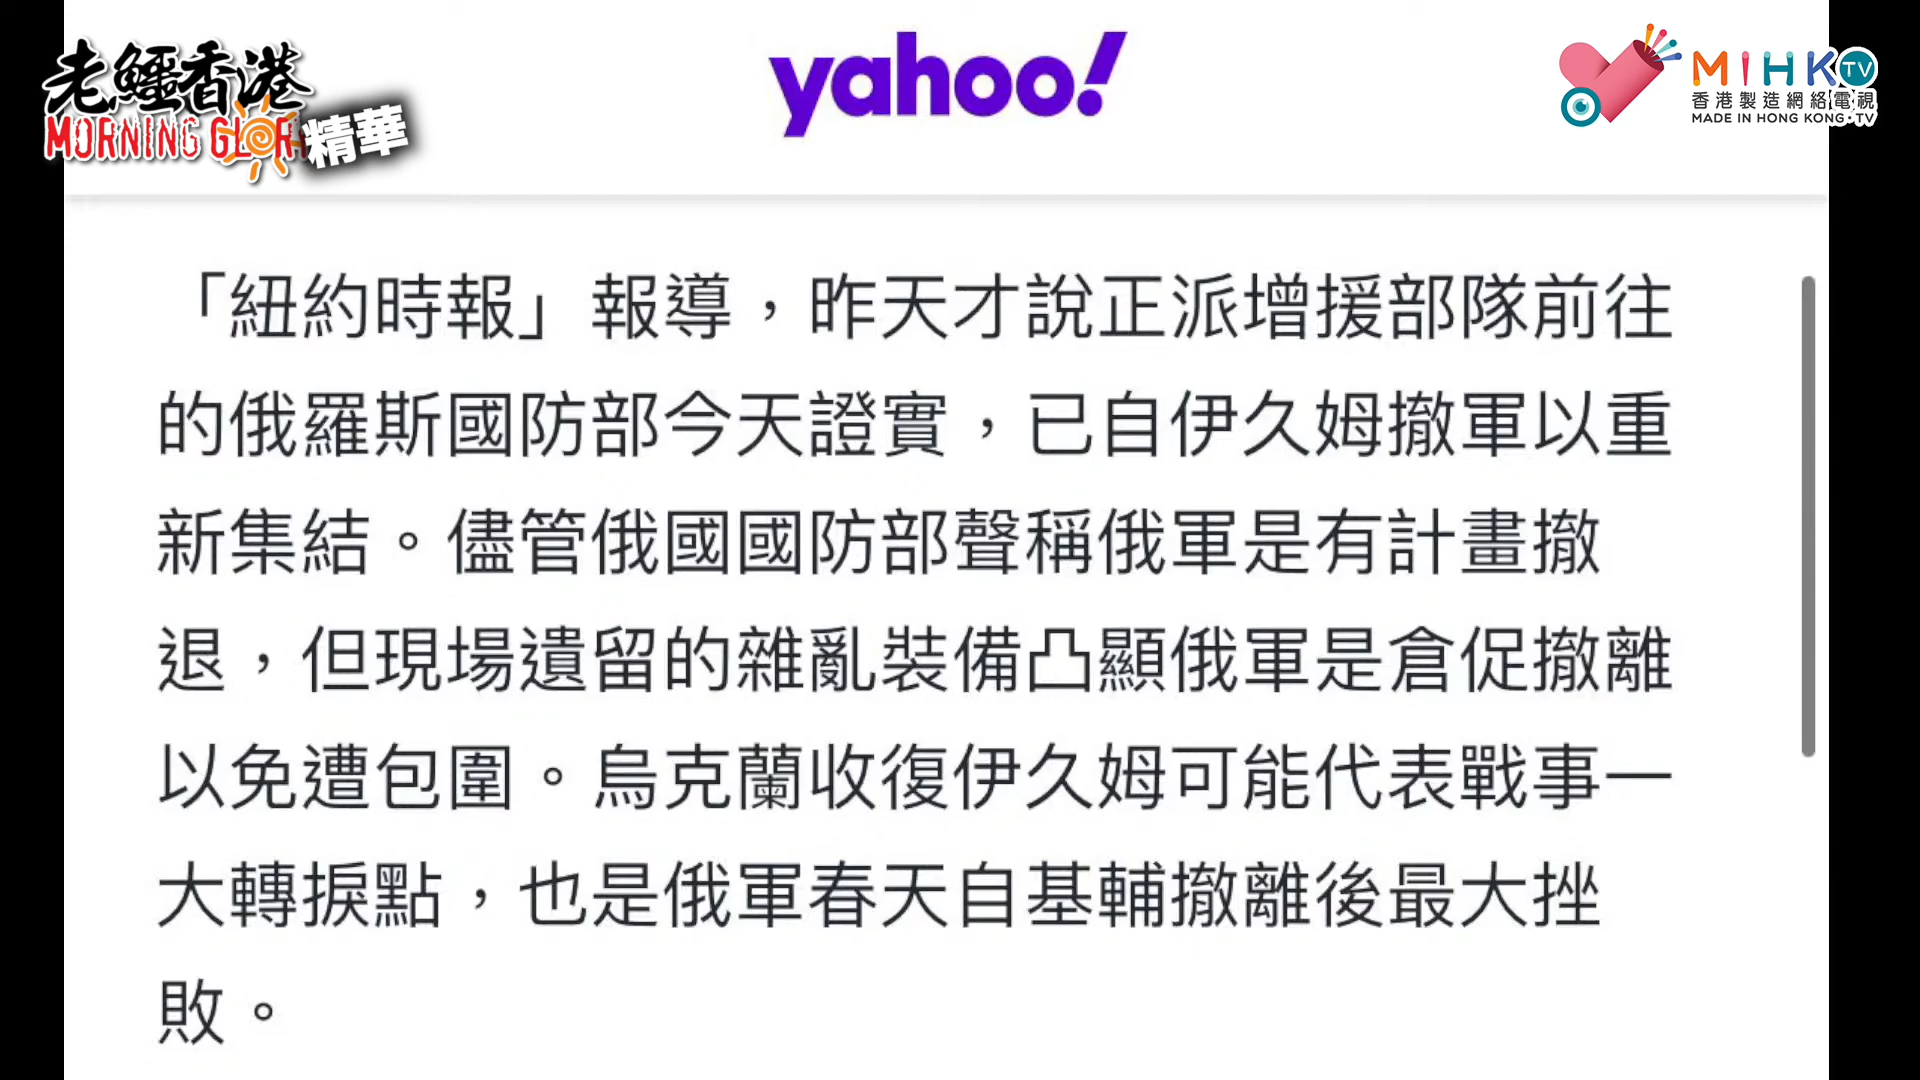 老鱷香港
MORNING GLORY
精華
yahoo!
MIHK TV
香港製造網絡電視
MADE IN HONG KONG·TV
「紐約時報」報導，昨天才說正派增援部隊前往
的俄羅斯國防部今天證實，已自伊久姆撤軍以重
新集結。儘管俄國國防部聲稱俄軍是有計畫撤
退，但現場遺留的雜亂裝備凸顯俄軍是倉促撤離
以免遭包圍。烏克蘭收復伊久姆可能代表戰事一
大轉捩點，也是俄軍春天自基輔撤離後最大挫
敗。